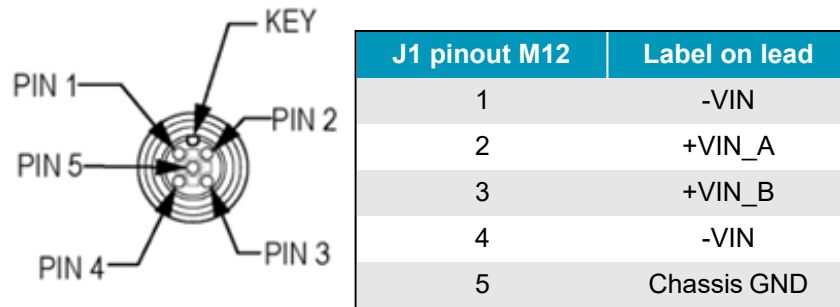 KEY
PIN 1
PIN 2
PIN 5
PIN 4
PIN 3
J1 pinout M12 Label on lead
1 -VIN
2 +VIN_A
3 +VIN_B
4 -VIN
5 Chassis GND